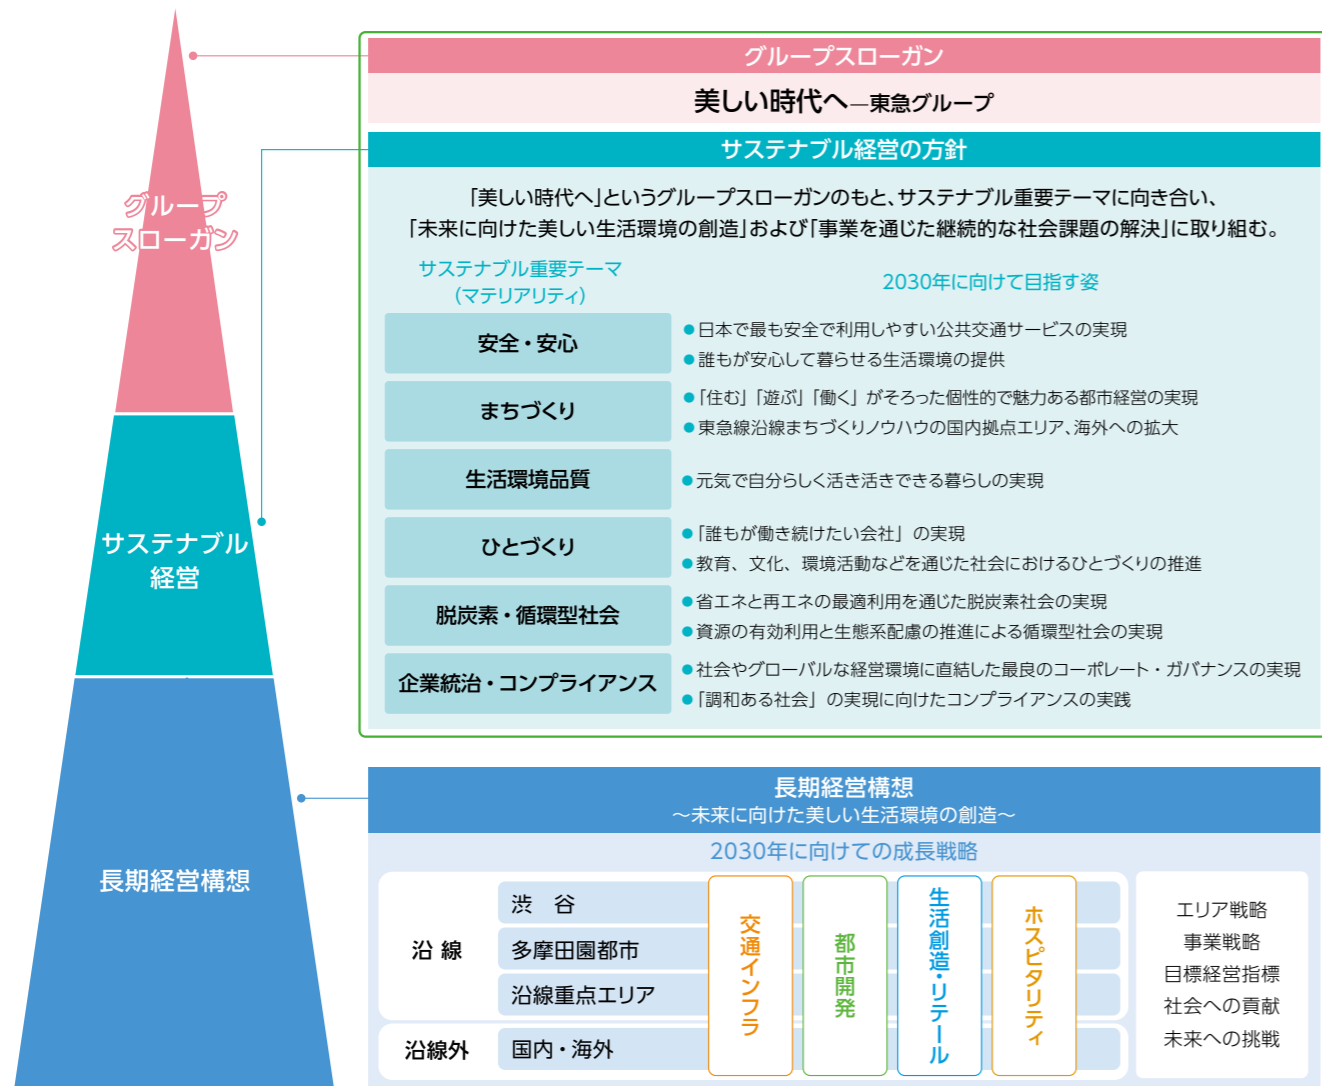 グループ
スローガン
サステナブル
経営
長期経営構想
グループスローガン
美しい時代へ―東急グループ
サステナブル経営の方針
「美しい時代へ」というグループスローガンのもと、サステナブル重要テーマに向き合い、
「未来に向けた美しい生活環境の創造」および「事業を通じた継続的な社会課題の解決」に取り組む。
サステナブル重要テーマ
（マテリアリティ）
2030年に向けて目指す姿
安全・安心
●日本で最も安全で利用しやすい公共交通サービスの実現
●誰もが安心して暮らせる生活環境の提供
まちづくり
●「住む」「遊ぶ」「働く」がそろった個性的で魅力ある都市経営の実現
●東急線沿線まちづくりノウハウの国内拠点エリア、海外への拡大
生活環境品質
●元気で自分らしく活き活きできる暮らしの実現
ひとづくり
●「誰もが働き続けたい会社」の実現
●教育、文化、環境活動などを通じた社会におけるひとづくりの推進
脱炭素・循環型社会
●省エネと再エネの最適利用を通じた脱炭素社会の実現
●資源の有効利用と生態系配慮の推進による循環型社会の実現
企業統治・コンプライアンス
●社会やグローバルな経営環境に直結した最良のコーポレート・ガバナンスの実現
●「調和ある社会」の実現に向けたコンプライアンスの実践
長期経営構想
～未来に向けた美しい生活環境の創造～
2030年に向けての成長戦略
沿線
渋　谷
多摩田園都市
沿線重点エリア
沿線外
国内・海外
交通インフラ
都市開発
生活創造・リテール
ホスピタリティ
エリア戦略
事業戦略
目標経営指標
社会への貢献
未来への挑戦